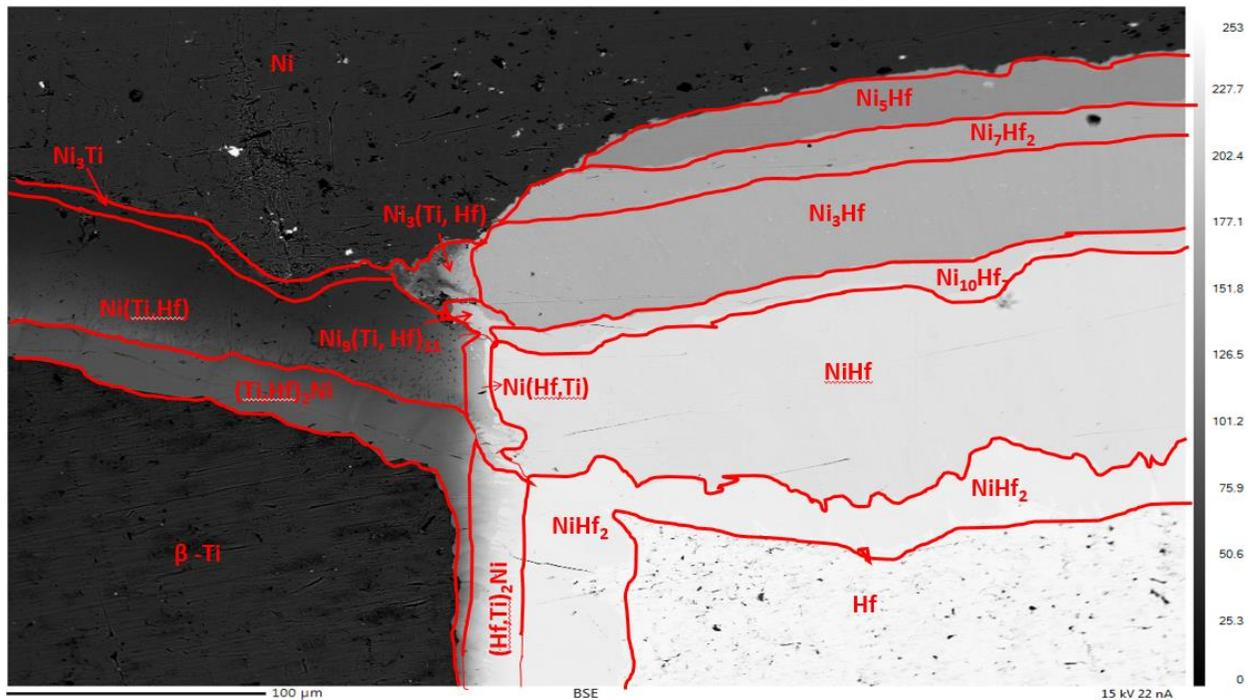 Ni
Ni₅Hf
Ni₇Hf₂
Ni₃Ti
Ni₃(Ti, Hf)
Ni₃Hf
Ni₁₀Hf₇
Ni(Ti,Hf)
Ni₉(Ti, Hf)₁₁
(Ti,Hf)₂Ni
Ni(Hf,Ti)
NiHf
NiHf₂
NiHf₂
β -Ti
(Hf,Ti)₂Ni
Hf
253
227.7
202.4
177.1
151.8
126.5
101.2
75.9
50.6
25.3
0
100 µm
BSE
15 kV 22 nA